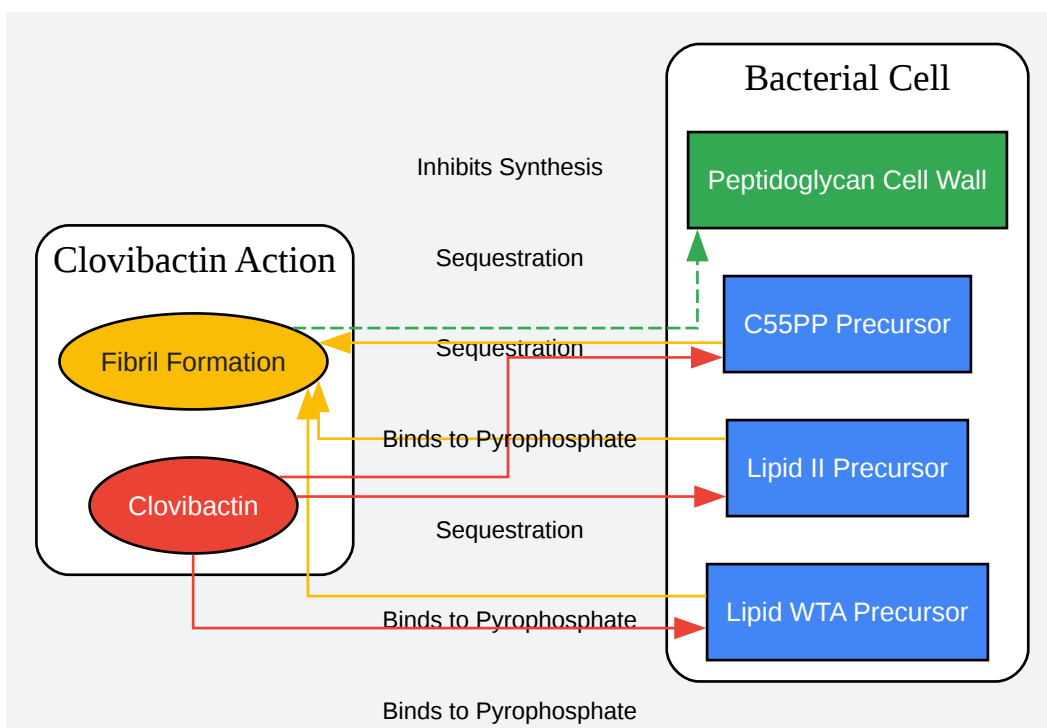 Bacterial Cell
Inhibits Synthesis
Peptidoglycan Cell Wall
Clovibactin Action
Sequestration
C55PP Precursor
Sequestration
Fibril Formation
Binds to Pyrophosphate
Lipid II Precursor
Clovibactin
Sequestration
Lipid WTA Precursor
Binds to Pyrophosphate
Binds to Pyrophosphate